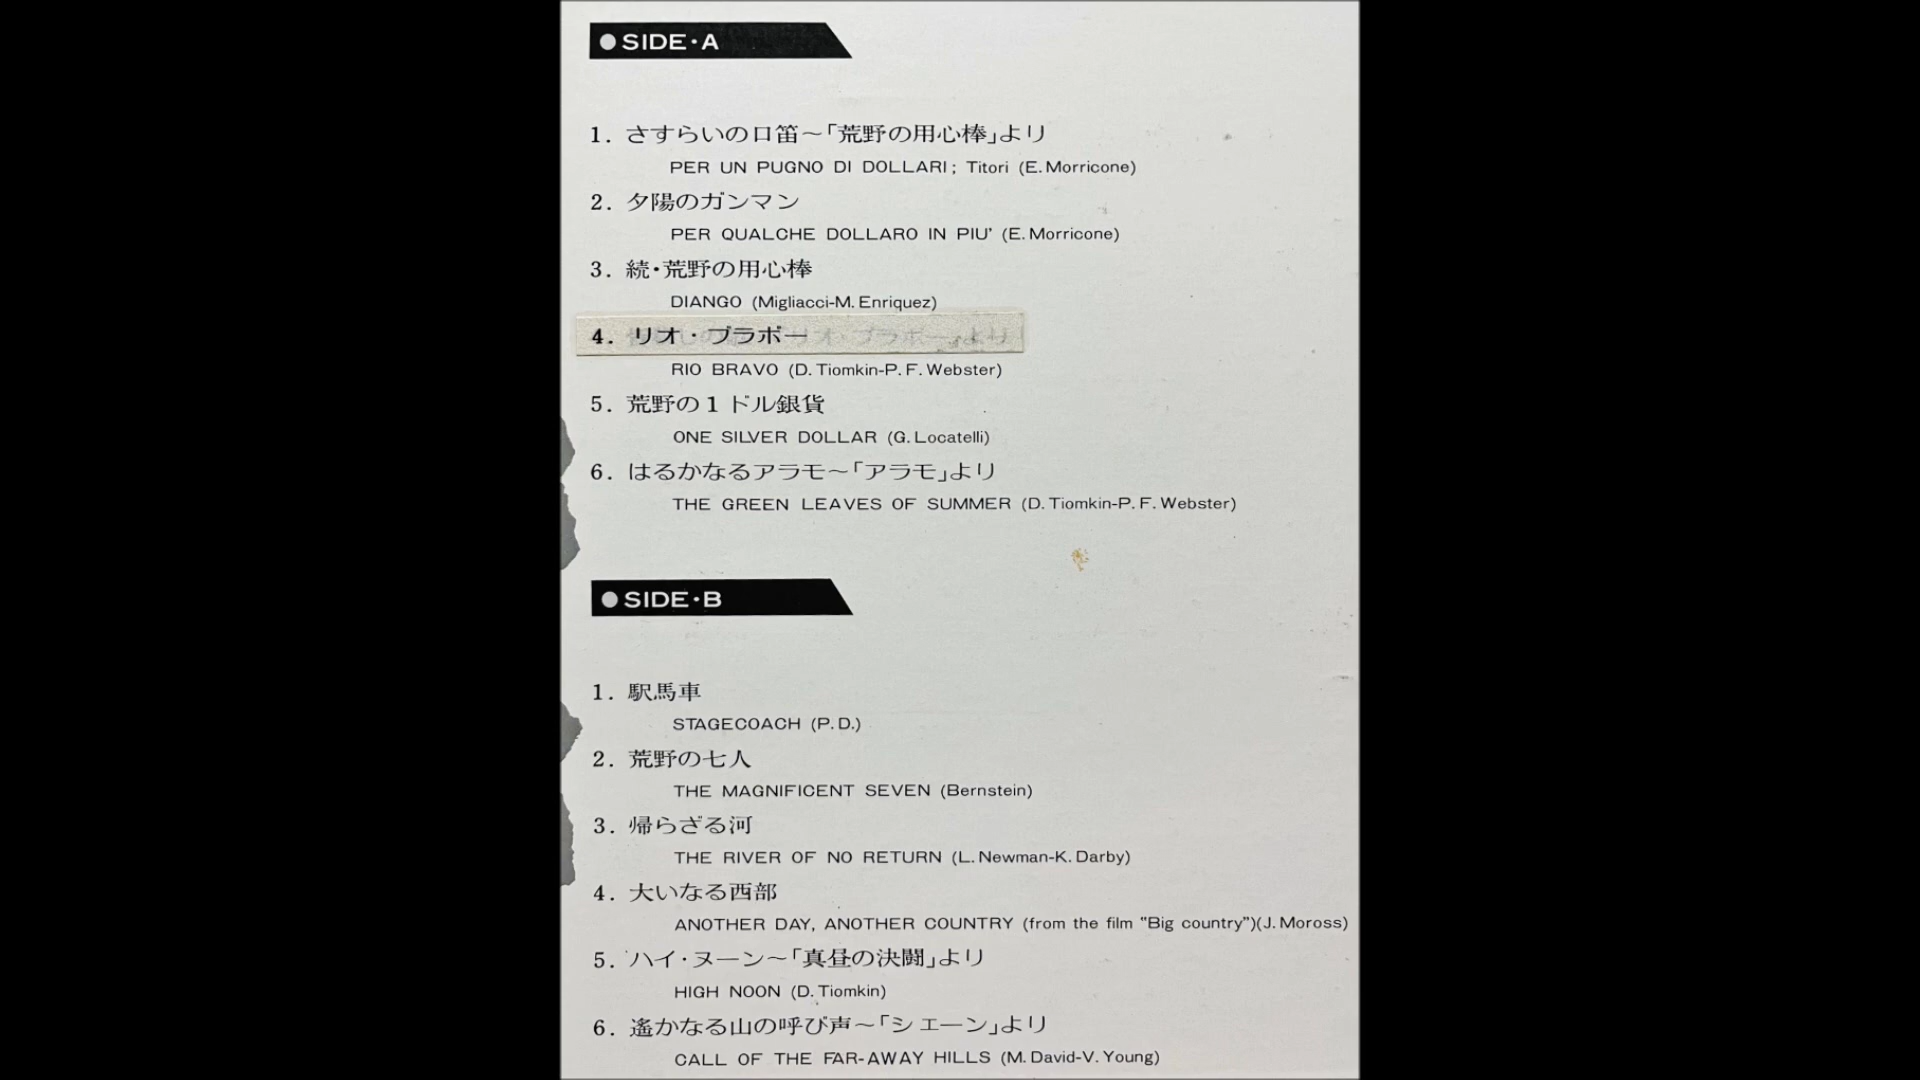 ●SIDE・A
1. さすらいの口笛～「荒野の用心棒」より
PER UN PUGNO DI DOLLARI; Titori (E. Morricone)
2. 夕陽のガンマン
PER QUALCHE DOLLARO IN PIU' (E. Morricone)
3. 続・荒野の用心棒
DIANGO (Migliacci-M. Enriquez)
4. リオ・ブラボー
RIO BRAVO (D. Tiomkin-P. F. Webster)
5. 荒野の1ドル銀貨
ONE SILVER DOLLAR (G. Locatelli)
6. はるかなるアラモ～「アラモ」より
THE GREEN LEAVES OF SUMMER (D. Tiomkin-P. F. Webster)
●SIDE・B
1. 駅馬車
STAGECOACH (P. D.)
2. 荒野の七人
THE MAGNIFICENT SEVEN (Bernstein)
3. 帰らざる河
THE RIVER OF NO RETURN (L. Newman-K. Darby)
4. 大いなる西部
ANOTHER DAY, ANOTHER COUNTRY (from the film "Big country")(J. Moross)
5. ハイ・ヌーン～「真昼の決闘」より
HIGH NOON (D. Tiomkin)
6. 遙かなる山の呼び声～「シェーン」より
CALL OF THE FAR-AWAY HILLS (M. David-V. Young)